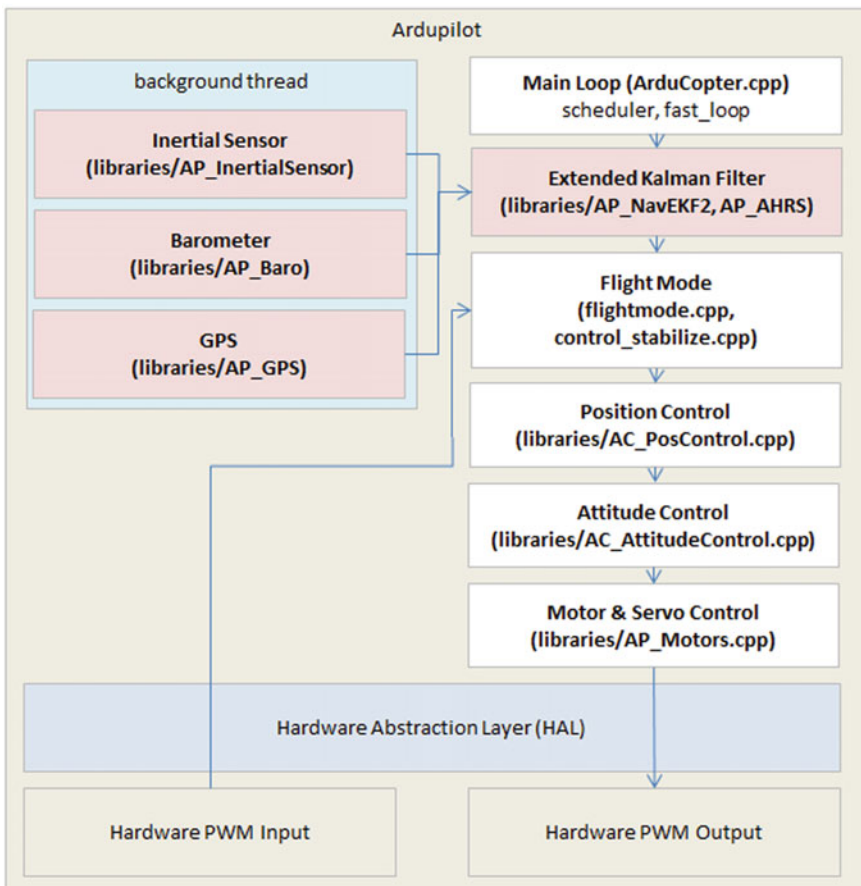 Ardupilot
background thread
Inertial Sensor
(libraries/AP_InertialSensor)
Barometer
(libraries/AP_Baro)
GPS
(libraries/AP_GPS)
Main Loop (ArduCopter.cpp)
scheduler, fast_loop
Extended Kalman Filter
(libraries/AP_NavEKF2, AP_AHRS)
Flight Mode
(flightmode.cpp,
control_stabilize.cpp)
Position Control
(libraries/AC_PosControl.cpp)
Attitude Control
(libraries/AC_AttitudeControl.cpp)
Motor & Servo Control
(libraries/AP_Motors.cpp)
Hardware Abstraction Layer (HAL)
Hardware PWM Input
Hardware PWM Output